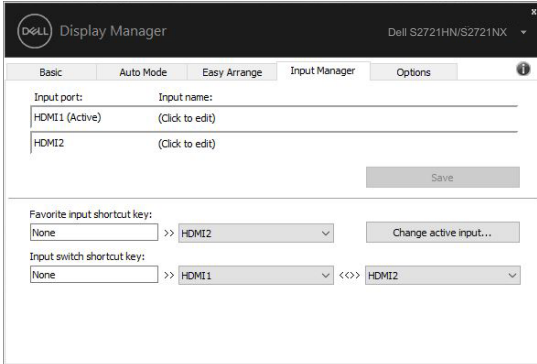 DELL Display Manager Dell S2721HN/S2721NX
Basic Auto Mode Easy Arrange Input Manager Options
Input port: Input name:
HDMI1 (Active) (Click to edit)
HDMI2 (Click to edit)
Save
Favorite input shortcut key:
None >> HDMI2 Change active input...
Input switch shortcut key:
None >> HDMI1 <<>> HDMI2